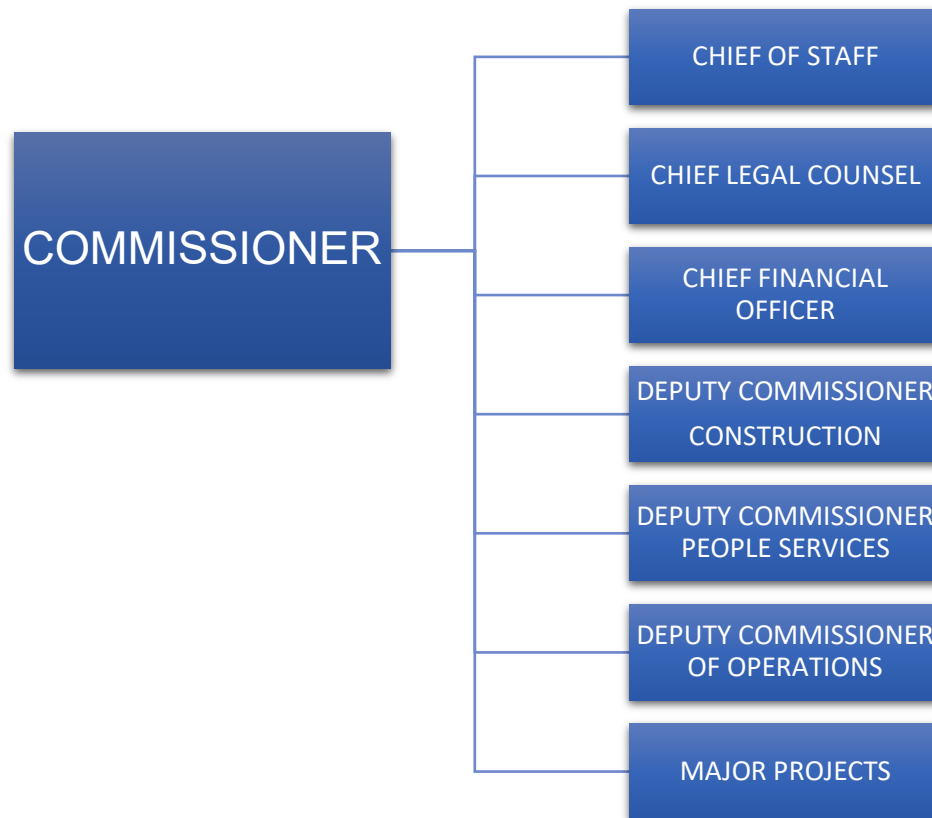 COMMISSIONER
CHIEF OF STAFF
CHIEF LEGAL COUNSEL
CHIEF FINANCIAL
OFFICER
DEPUTY COMMISSIONER
CONSTRUCTION
DEPUTY COMMISSIONER
PEOPLE SERVICES
DEPUTY COMMISSIONER
OF OPERATIONS
MAJOR PROJECTS